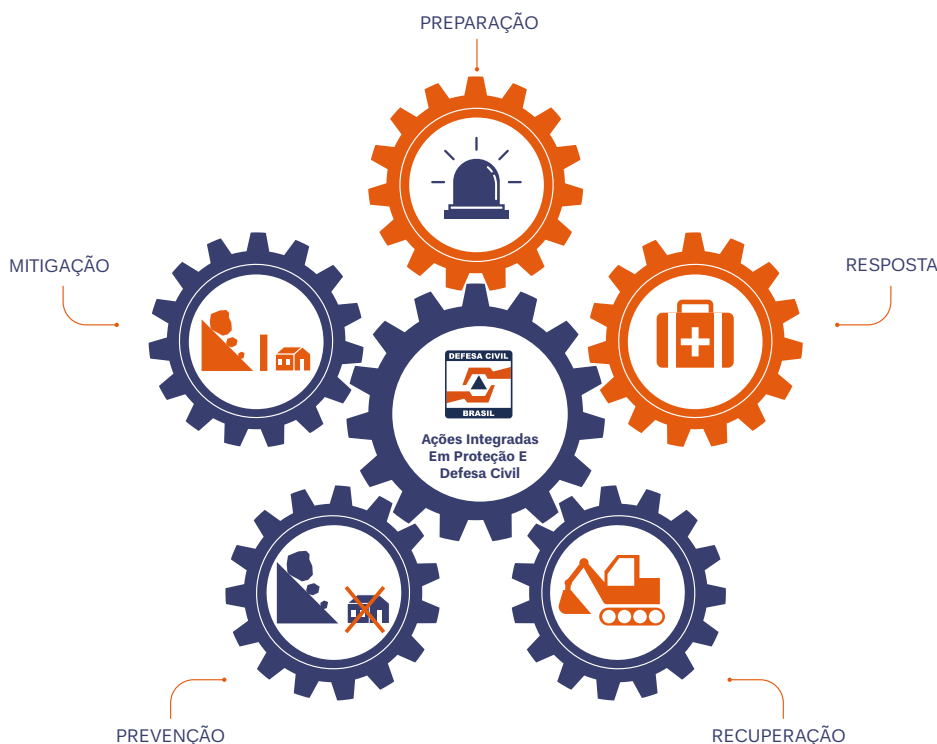 PREPARAÇÃO
MITIGAÇÃO
RESPOSTA
DEFESA CIVIL
BRASIL
Ações Integradas
Em Proteção E
Defesa Civil
PREVENÇÃO
RECUPERAÇÃO